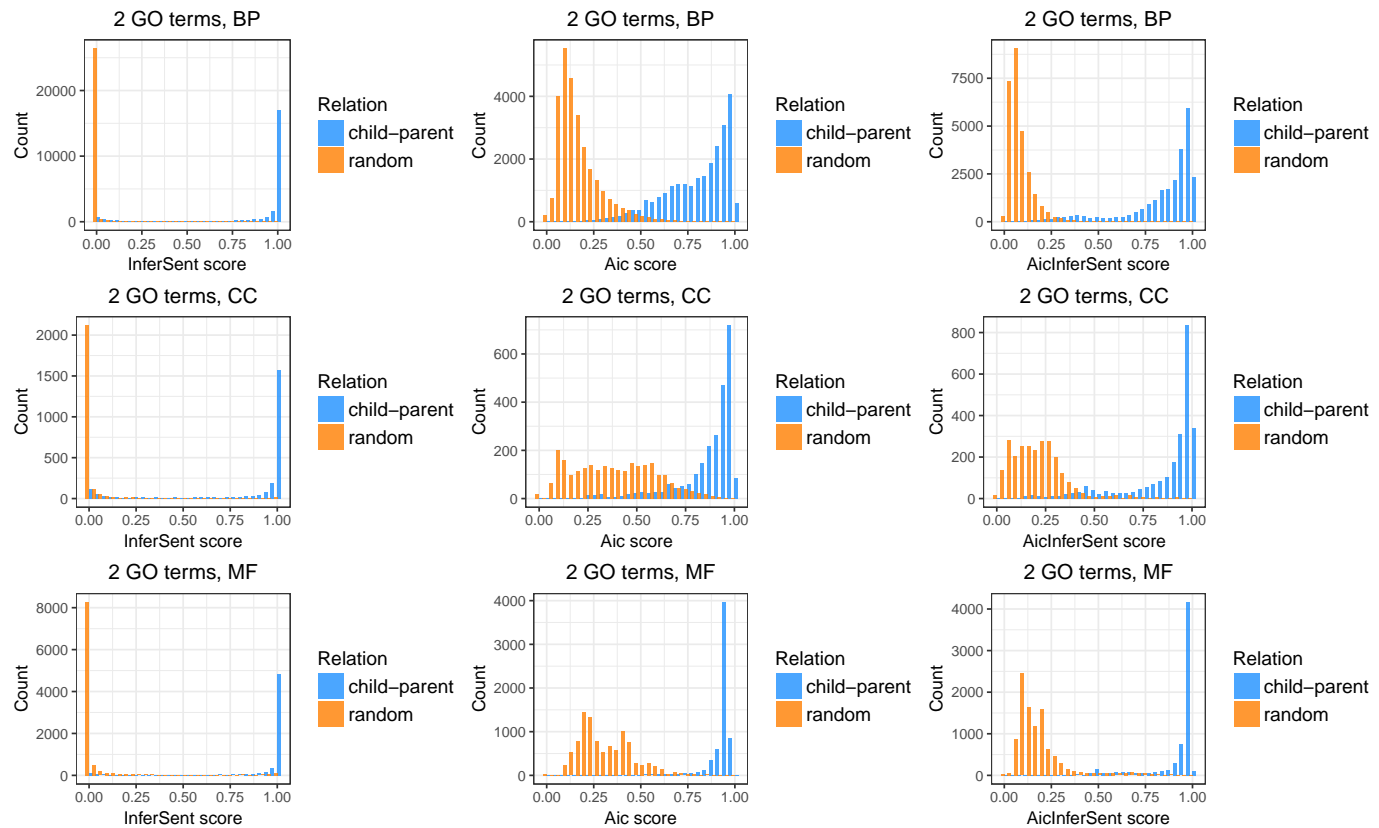 2 GO terms, BP
20000
10000
0
Count
0.00 0.25 0.50 0.75 1.00
InferSent score
Relation
child−parent
random
2 GO terms, BP
4000
2000
0
Count
0.00 0.25 0.50 0.75 1.00
Aic score
Relation
child−parent
random
2 GO terms, BP
7500
5000
2500
0
Count
0.00 0.25 0.50 0.75 1.00
AicInferSent score
Relation
child−parent
random
2 GO terms, CC
2000
1500
1000
500
0
Count
0.00 0.25 0.50 0.75 1.00
InferSent score
Relation
child−parent
random
2 GO terms, CC
600
400
200
0
Count
0.00 0.25 0.50 0.75 1.00
Aic score
Relation
child−parent
random
2 GO terms, CC
800
600
400
200
0
Count
0.00 0.25 0.50 0.75 1.00
AicInferSent score
Relation
child−parent
random
2 GO terms, MF
8000
6000
4000
2000
0
Count
0.00 0.25 0.50 0.75 1.00
InferSent score
Relation
child−parent
random
2 GO terms, MF
4000
3000
2000
1000
0
Count
0.00 0.25 0.50 0.75 1.00
Aic score
Relation
child−parent
random
2 GO terms, MF
4000
3000
2000
1000
0
Count
0.00 0.25 0.50 0.75 1.00
AicInferSent score
Relation
child−parent
random